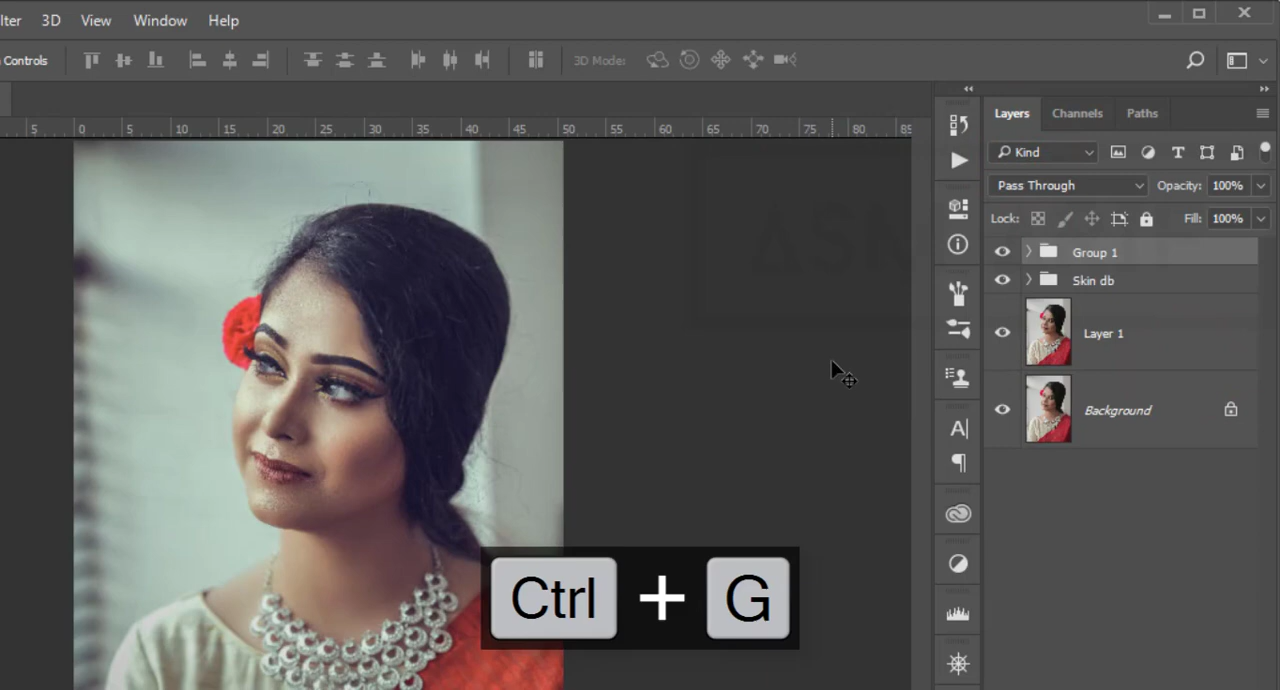 lter 3D View Window Help
Controls 3D Mode:
5 0 5 10 15 20 25 30 35 40 45 50 55 60 65 70 75 80 85
Layers Channels Paths
Kind
Pass Through Opacity: 100%
Lock: Fill: 100%
Group 1
Skin db
Layer 1
Background
Ctrl + G